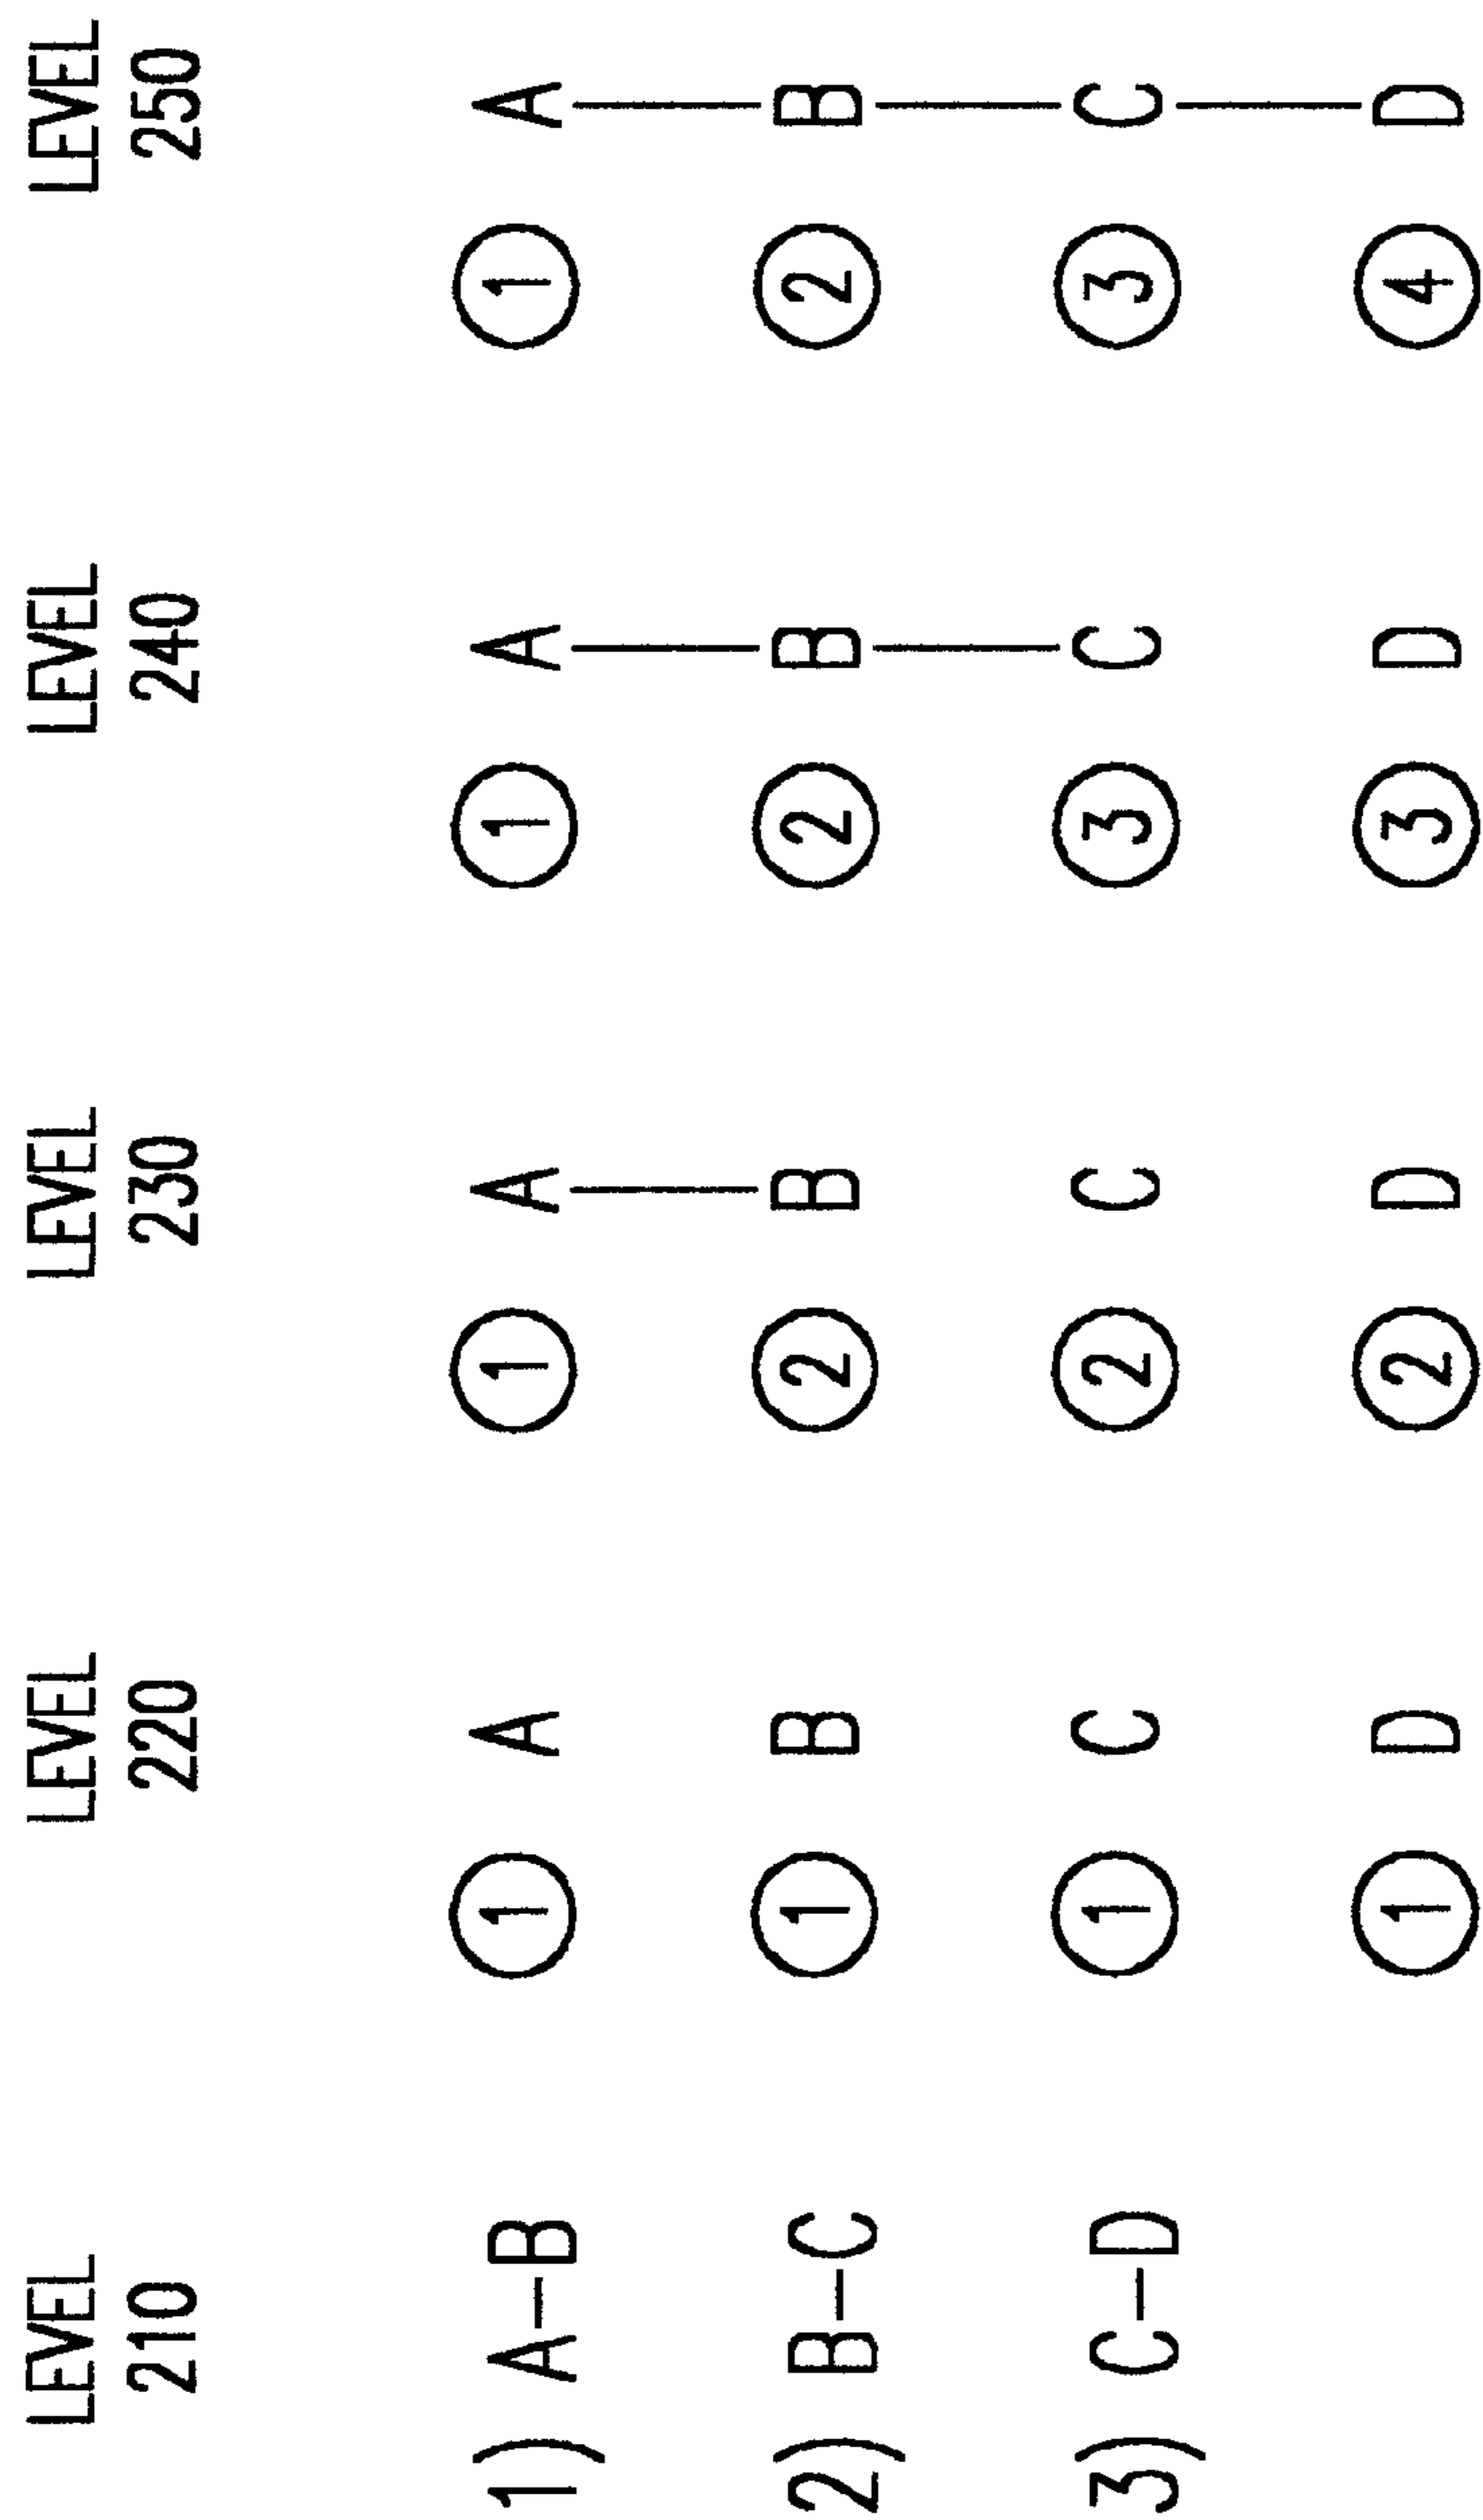 LEVEL LEVEL LEVEL LEVEL LEVEL
210 220 230 240 250
1) A–B 1 A 1 A 1 A 1 A
2) B–C 1 B 2 B 2 B 2 B
3) C–D 1 C 2 C 3 C 3 C
1 D 2 D 3 D 4 D